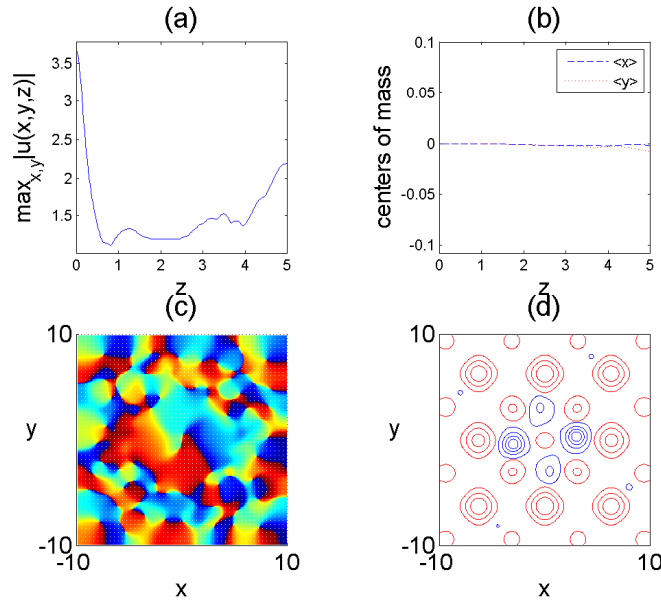 (a)
3.5
3
2.5
2
1.5
0
1
2
3
4
5
z
max_{x,y}|u(x,y,z)|
(b)
0.1
0.05
0
-0.05
-0.1
0
1
2
3
4
5
z
centers of mass
<x>
<y>
(c)
10
y
-10
-10
x
10
(d)
10
y
-10
-10
x
10